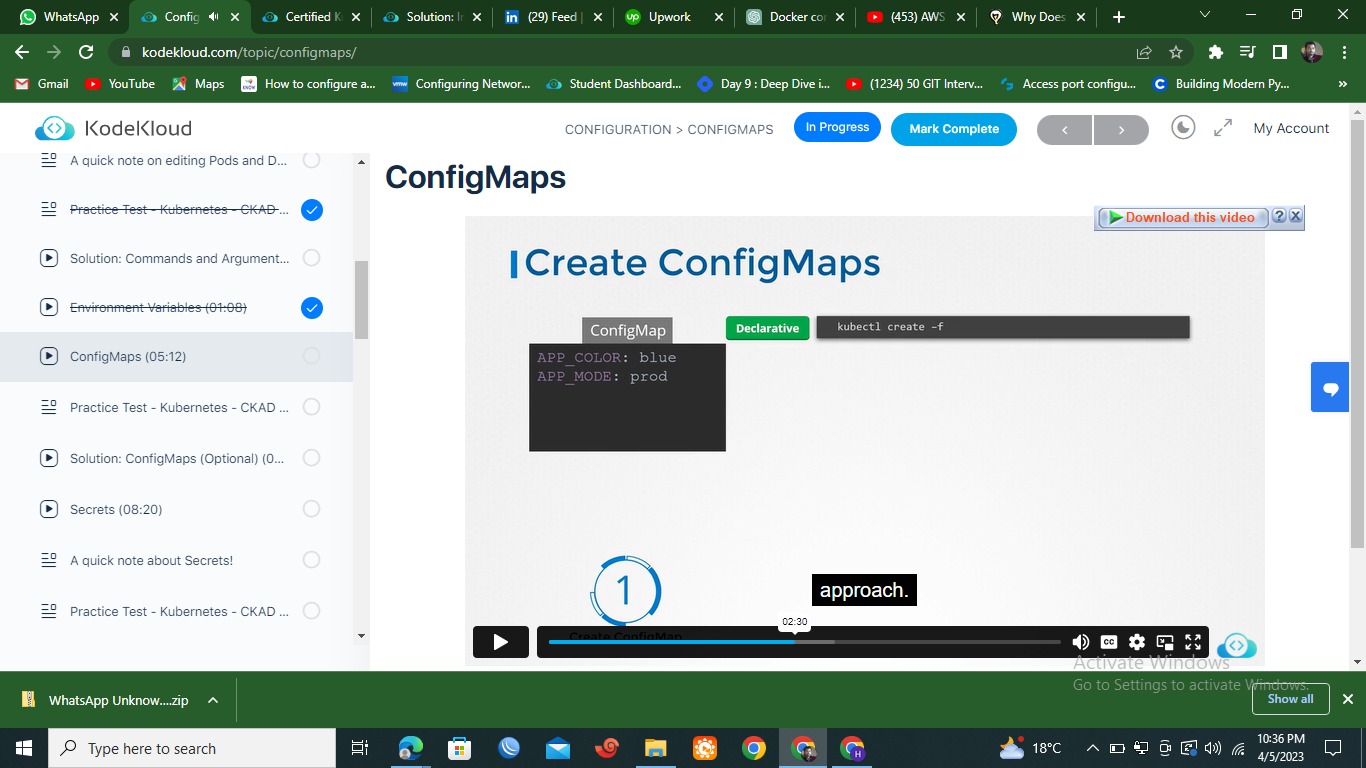 WhatsApp
Config
Certified K
Solution: I
(29) Feed |
Upwork
Docker co
(453) AWS
Why Does
kodekloud.com/topic/configmaps/
Gmail
YouTube
Maps
How to configure a...
Configuring Networ...
Student Dashboard...
Day 9 : Deep Dive i...
(1234) 50 GIT Interv...
Access port configu...
Building Modern Py...
»
KodeKloud
CONFIGURATION > CONFIGMAPS
In Progress
Mark Complete
My Account
A quick note on editing Pods and D...
Practice Test - Kubernetes - CKAD ...
Solution: Commands and Argument...
Environment Variables (01:08)
ConfigMaps (05:12)
Practice Test - Kubernetes - CKAD ...
Solution: ConfigMaps (Optional) (0...
Secrets (08:20)
A quick note about Secrets!
Practice Test - Kubernetes - CKAD ...
ConfigMaps
Download this video
Create ConfigMaps
ConfigMap
APP_COLOR: blue
APP_MODE: prod
Declarative
kubectl create -f
1
Create ConfigMap
approach.
02:30
CC
Activate Windows
Go to Settings to activate Windows.
WhatsApp Unknow....zip
Show all
Type here to search
18°C
10:36 PM
4/5/2023